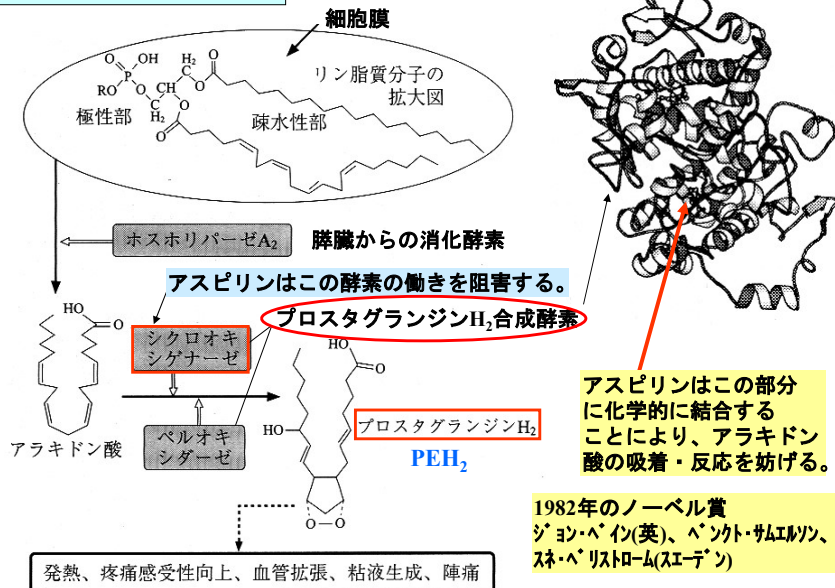 細胞膜
リン脂質分子の
拡大図
極性部
疎水性部
O
OH
P
RO
O
H₂
C
O
O
CH
C
H₂
O
O
ホスホリパーゼA₂
膵臓からの消化酵素
アスピリンはこの酵素の働きを阻害する。
プロスタグランジンH₂合成酵素
HO
O
シクロオキ
シゲナーゼ
アラキドン酸
ペルオキ
シダーゼ
HO
O
HO
プロスタグランジンH₂
PEH₂
O-O
発熱、疼痛感受性向上、血管拡張、粘液生成、陣痛
アスピリンはこの部分
に化学的に結合する
ことにより、アラキドン
酸の吸着・反応を妨げる。
1982年のノーベル賞
ジョン・ベイン(英)、ベンクト・サムエルソン、
スネ・ベリストローム(スエーデン)